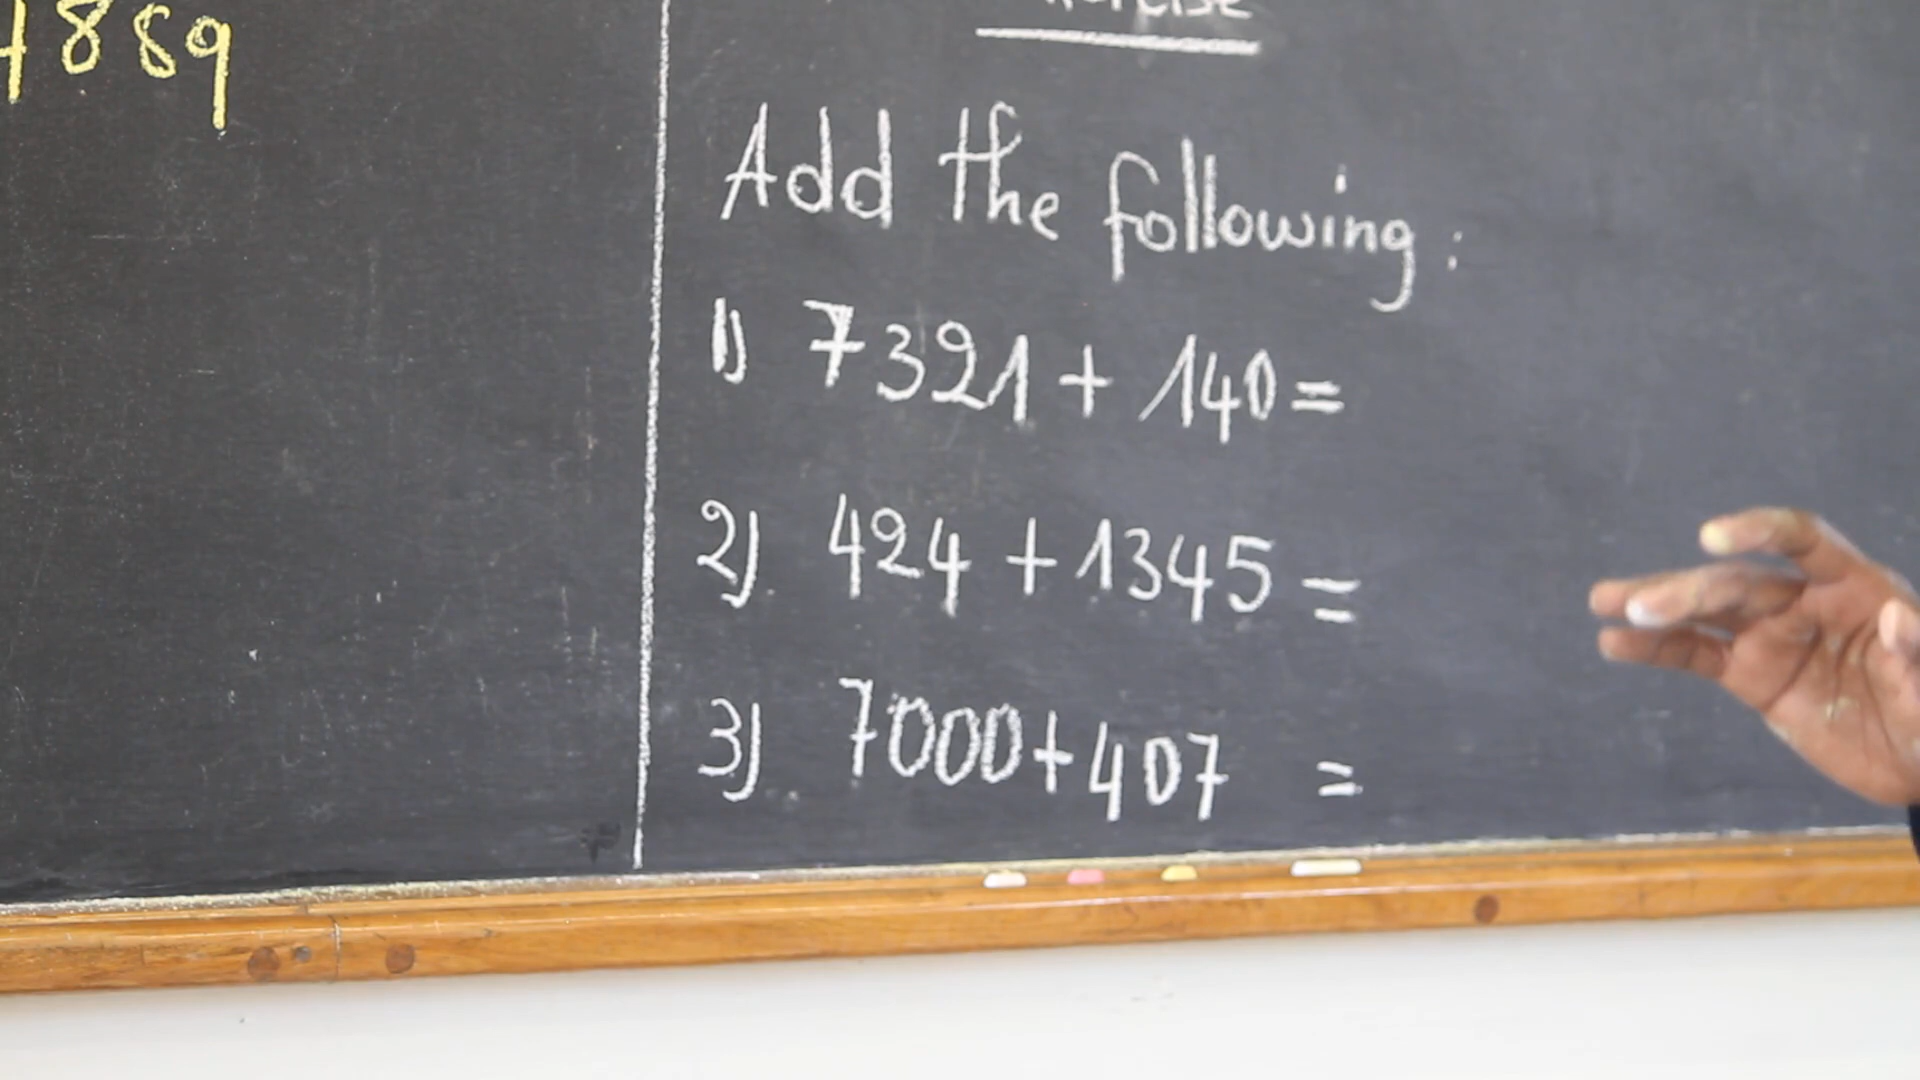 4889
Add the following:
1) 7321 + 140 =
2) 424 + 1345 =
3) 7000 + 407 =